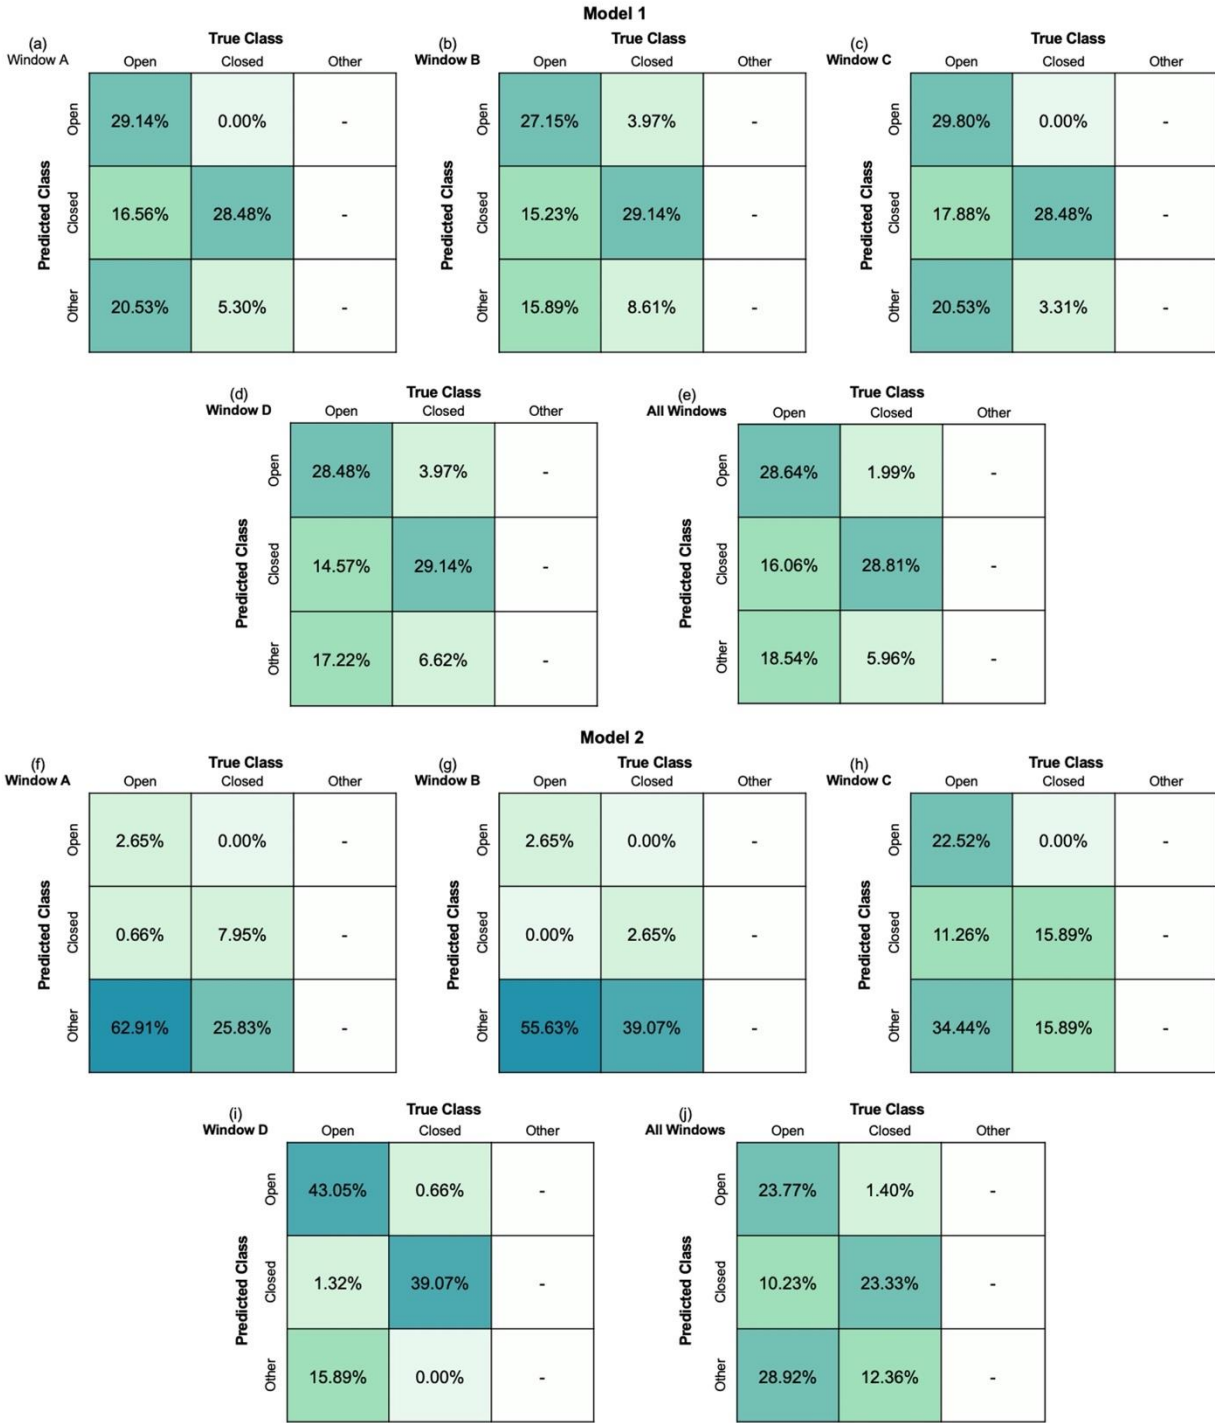 Model 1
(a) True Class
Window A Open Closed Other
Predicted Class
Open 29.14% 0.00% -
Closed 16.56% 28.48% -
Other 20.53% 5.30% -
(b) True Class
Window B Open Closed Other
Predicted Class
Open 27.15% 3.97% -
Closed 15.23% 29.14% -
Other 15.89% 8.61% -
(c) True Class
Window C Open Closed Other
Predicted Class
Open 29.80% 0.00% -
Closed 17.88% 28.48% -
Other 20.53% 3.31% -
(d) True Class
Window D Open Closed Other
Predicted Class
Open 28.48% 3.97% -
Closed 14.57% 29.14% -
Other 17.22% 6.62% -
(e) True Class
All Windows Open Closed Other
Predicted Class
Open 28.64% 1.99% -
Closed 16.06% 28.81% -
Other 18.54% 5.96% -
Model 2
(f) True Class
Window A Open Closed Other
Predicted Class
Open 2.65% 0.00% -
Closed 0.66% 7.95% -
Other 62.91% 25.83% -
(g) True Class
Window B Open Closed Other
Predicted Class
Open 2.65% 0.00% -
Closed 0.00% 2.65% -
Other 55.63% 39.07% -
(h) True Class
Window C Open Closed Other
Predicted Class
Open 22.52% 0.00% -
Closed 11.26% 15.89% -
Other 34.44% 15.89% -
(i) True Class
Window D Open Closed Other
Predicted Class
Open 43.05% 0.66% -
Closed 1.32% 39.07% -
Other 15.89% 0.00% -
(j) True Class
All Windows Open Closed Other
Predicted Class
Open 23.77% 1.40% -
Closed 10.23% 23.33% -
Other 28.92% 12.36% -